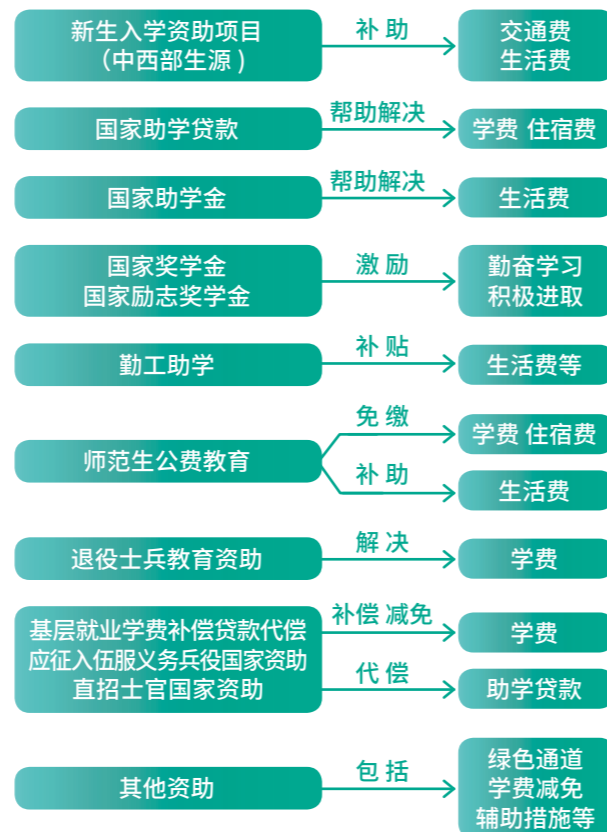 新生入学资助项目
（中西部生源）
补 助
交通费
生活费
国家助学贷款
帮助解决
学费 住宿费
国家助学金
帮助解决
生活费
国家奖学金
国家励志奖学金
激 励
勤奋学习
积极进取
勤工助学
补 贴
生活费等
师范生公费教育
免 缴
学费 住宿费
补 助
生活费
退役士兵教育资助
解 决
学费
基层就业学费补偿贷款代偿
应征入伍服义务兵役国家资助
直招士官国家资助
补偿 减免
学费
代 偿
助学贷款
其他资助
包 括
绿色通道
学费减免
辅助措施等